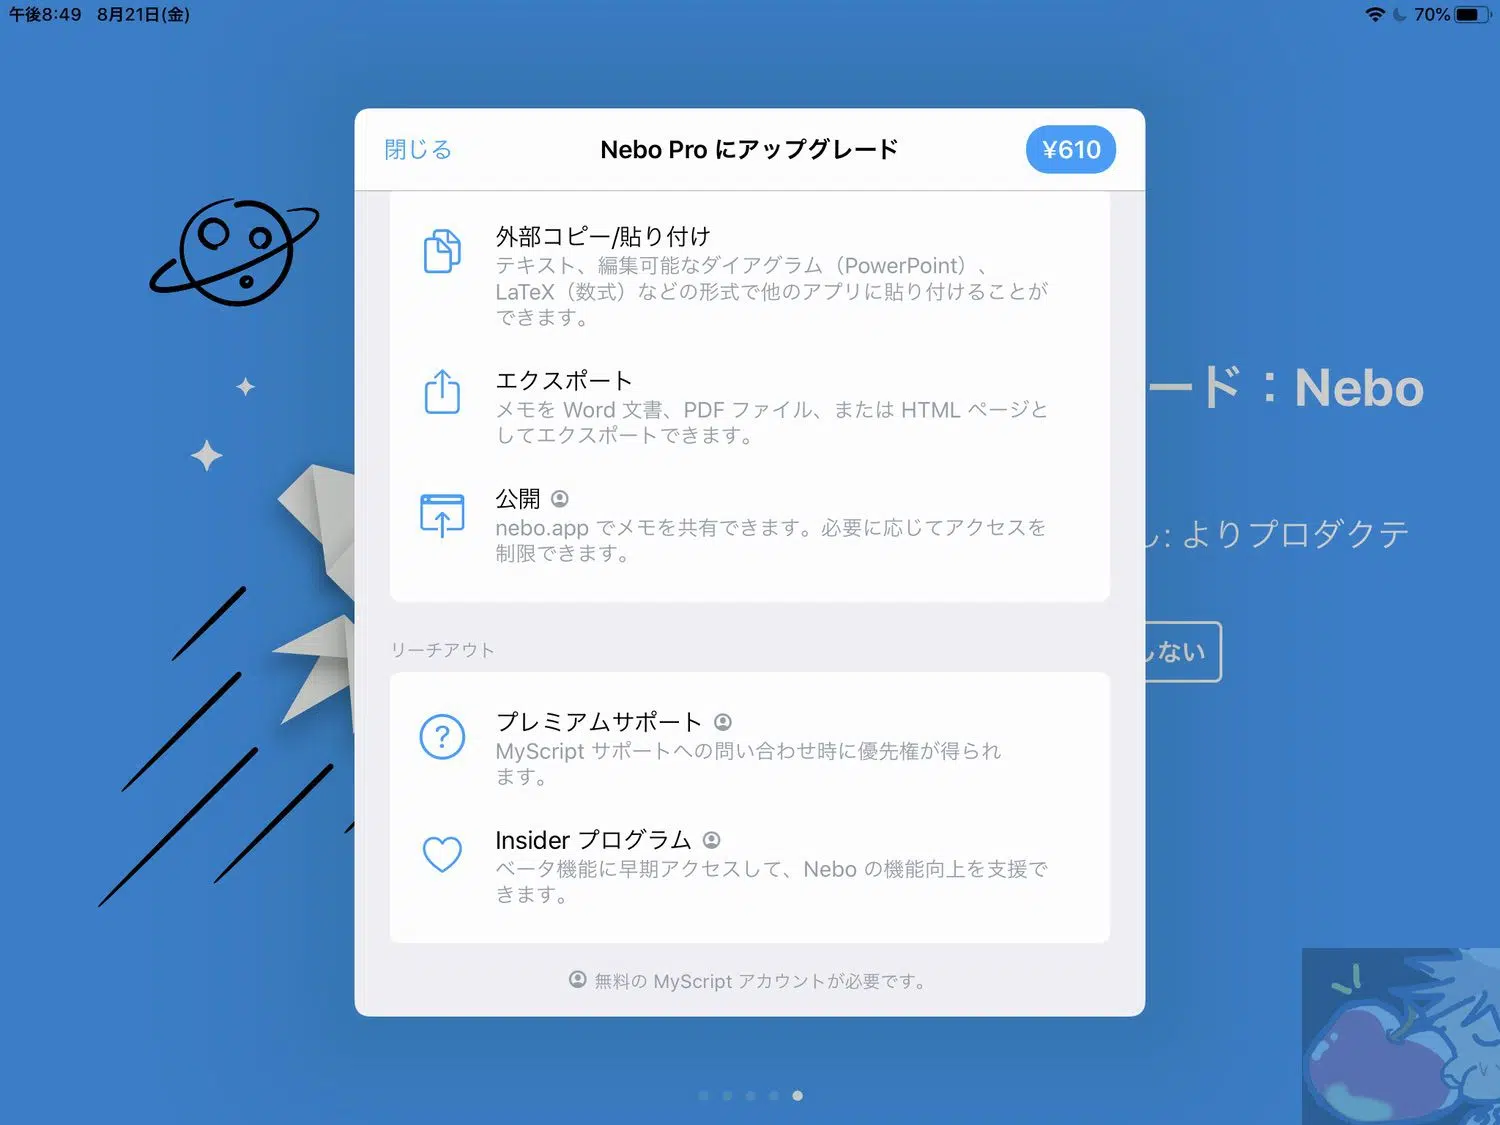 午後8:49 8月21日(金)
70%
閉じる
Nebo Pro にアップグレード
¥610
外部コピー/貼り付け
テキスト、編集可能なダイアグラム（PowerPoint）、
LaTeX（数式）などの形式で他のアプリに貼り付けることが
できます。
エクスポート
メモを Word 文書、PDF ファイル、または HTML ページと
してエクスポートできます。
公開
nebo.app でメモを共有できます。必要に応じてアクセスを
制限できます。
リーチアウト
プレミアムサポート
MyScript サポートへの問い合わせ時に優先権が得られ
ます。
Insider プログラム
ベータ機能に早期アクセスして、Nebo の機能向上を支援で
きます。
無料の MyScript アカウントが必要です。
ード：Nebo
し: よりプロダクテ
しない